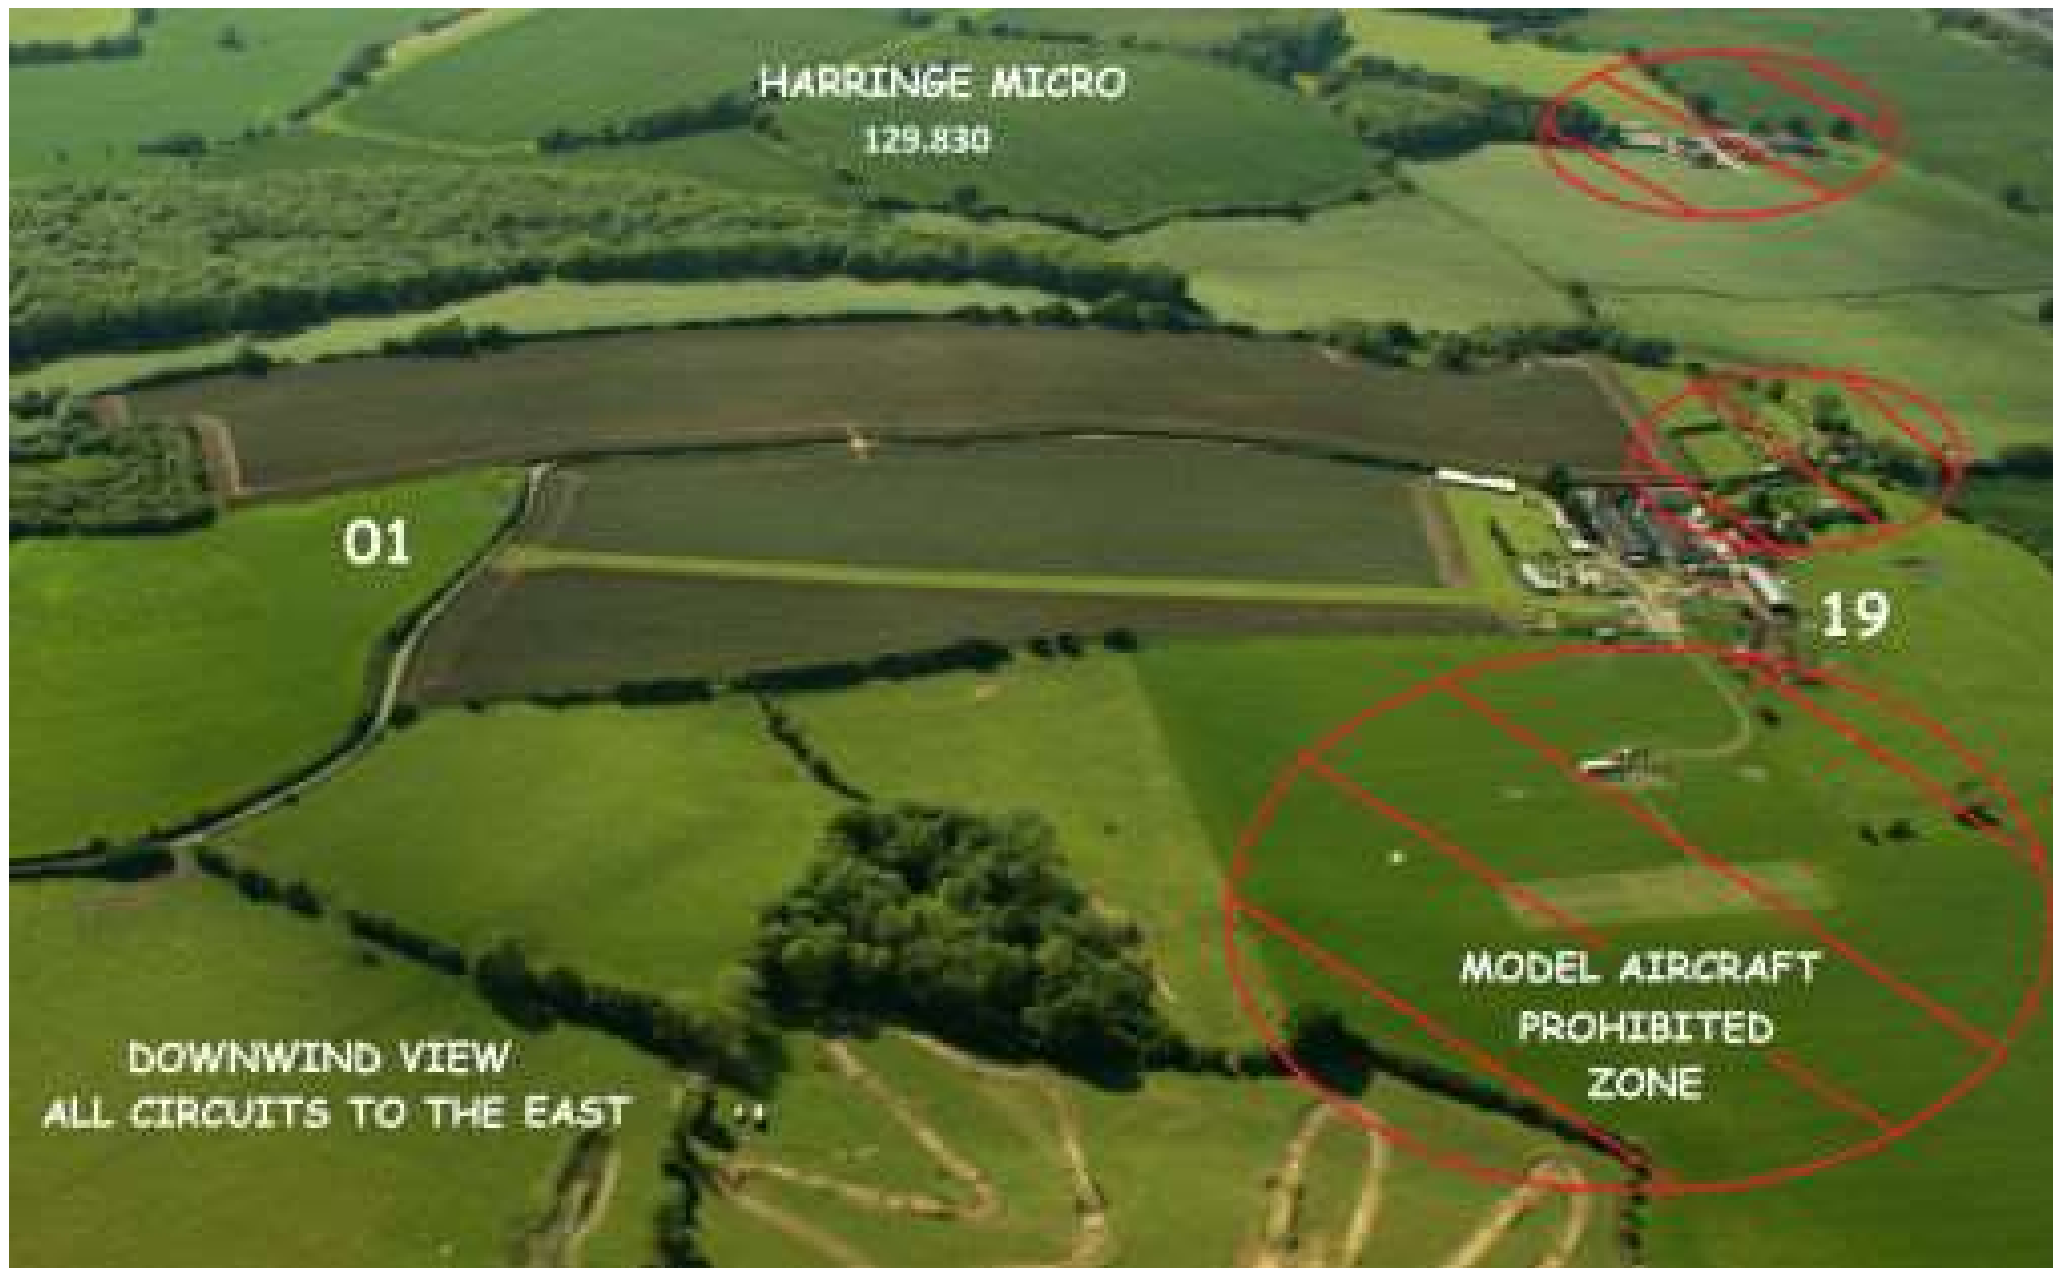 HARRINGE MICRO
129.830
01
19
MODEL AIRCRAFT
PROHIBITED
ZONE
DOWNWIND VIEW
ALL CIRCUITS TO THE EAST